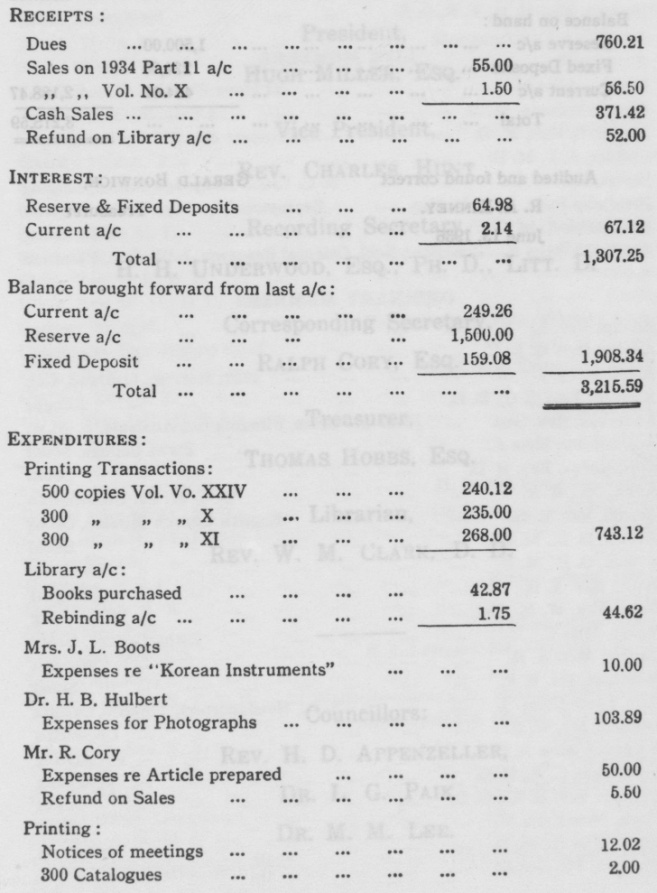 RECEIPTS:
Dues ... ... ... ... ... ... ... ... 760.21
Sales on 1934 Part 11 a/c ... ... ... 55.00
„ „ Vol. No. X ... ... ... ... 1.50 56.50
Cash Sales ... ... ... ... ... ... ... ... 371.42
Refund on Library a/c ... ... ... ... ... ... 52.00
INTEREST:
Reserve & Fixed Deposits ... ... ... 64.98
Current a/c ... ... ... ... ... 2.14 67.12
Total ... ... ... ... ... ... ... 1,307.25
Balance brought forward from last a/c:
Current a/c ... ... ... ... ... 249.26
Reserve a/c ... ... ... ... ... 1,500.00
Fixed Deposit ... ... ... ... ... 159.08 1,908.34
Total ... ... ... ... ... ... ... 3,215.59
EXPENDITURES:
Printing Transactions:
500 copies Vol. Vo. XXIV ... ... ... 240.12
300 „ „ „ X ... ... ... 235.00
300 „ „ „ XI ... ... ... 268.00 743.12
Library a/c:
Books purchased ... ... ... ... 42.87
Rebinding a/c ... ... ... ... ... 1.75 44.62
Mrs. J. L. Boots
Expenses re "Korean Instruments" ... ... ... 10.00
Dr. H. B. Hulbert
Expenses for Photographs ... ... ... ... ... 103.89
Mr. R. Cory
Expenses re Article prepared ... ... ... ... 50.00
Refund on Sales ... ... ... ... ... ... 5.50
Printing:
Notices of meetings ... ... ... ... ... ... 12.02
300 Catalogues ... ... ... ... ... ... 2.00